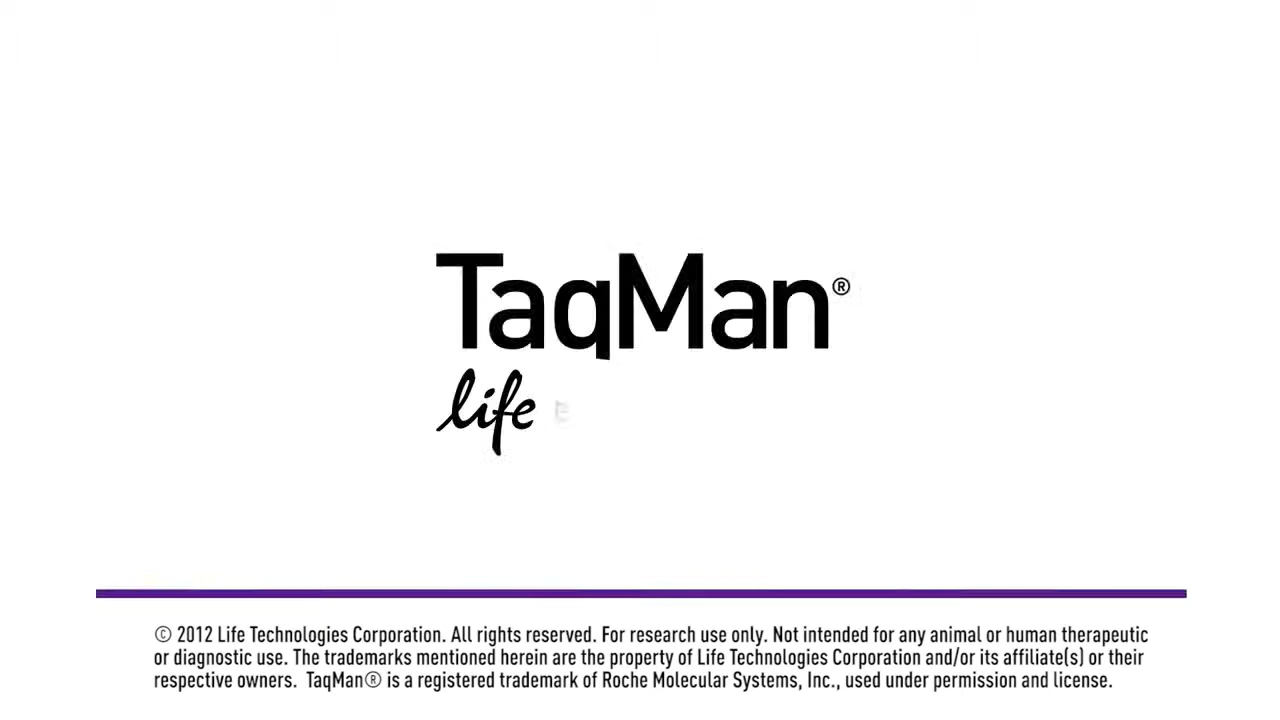 TaqMan®
life
© 2012 Life Technologies Corporation. All rights reserved. For research use only. Not intended for any animal or human therapeutic
or diagnostic use. The trademarks mentioned herein are the property of Life Technologies Corporation and/or its affiliate(s) or their
respective owners. TaqMan® is a registered trademark of Roche Molecular Systems, Inc., used under permission and license.